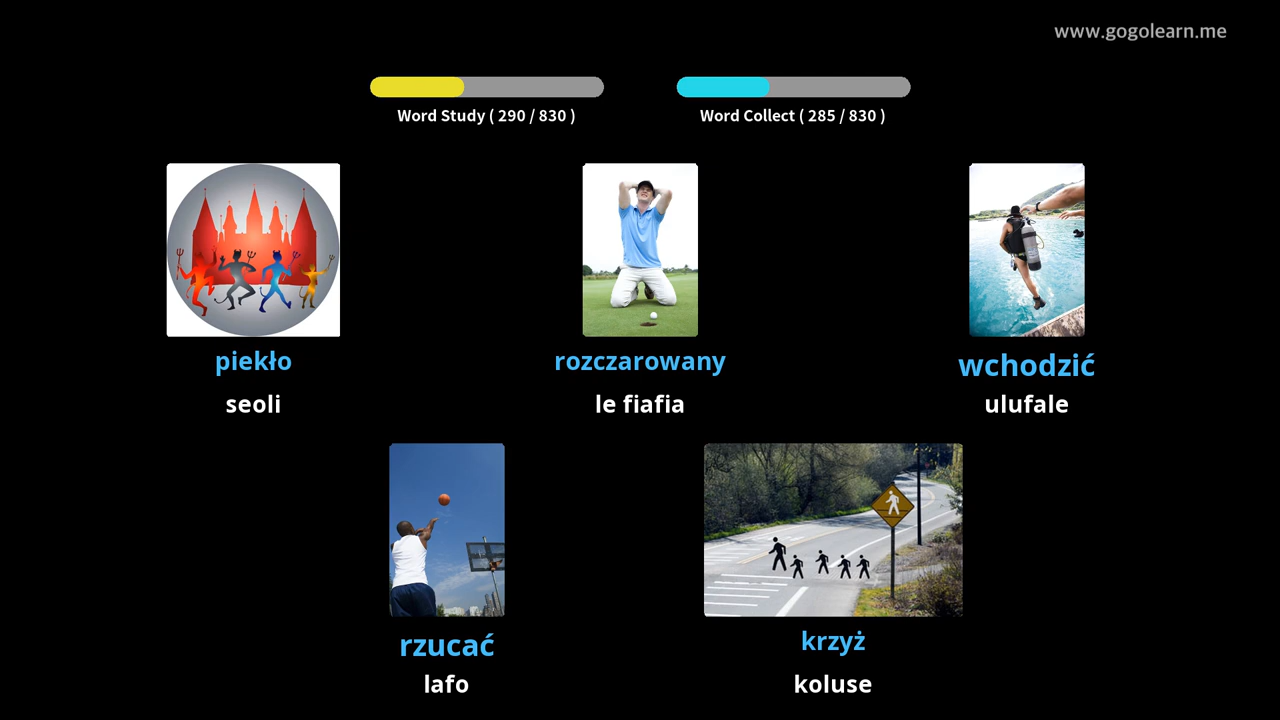 www.gogolearn.me
Word Study ( 290 / 830 )
Word Collect ( 285 / 830 )
piekło
rozczarowany
wchodzić
seoli
le fiafia
ulufale
rzucać
krzyż
lafo
koluse